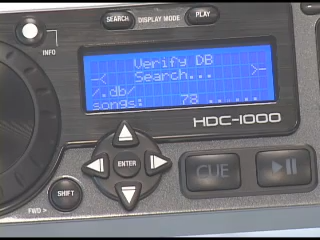 SEARCH DISPLAY MODE PLAY
INFO
Verify DB
Search...
/.db/
songs: 78 ......
HDC-1000
ENTER
CUE
SHIFT
FWD >